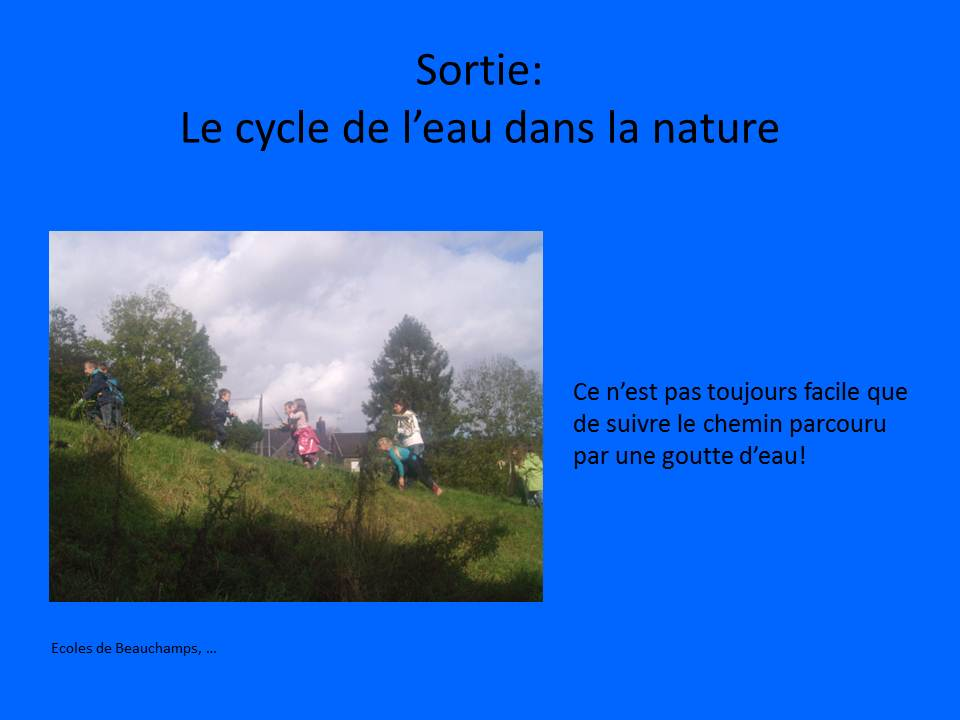 Sortie:
Le cycle de l’eau dans la nature
Ce n’est pas toujours facile que
de suivre le chemin parcouru
par une goutte d’eau!
Ecoles de Beauchamps, …